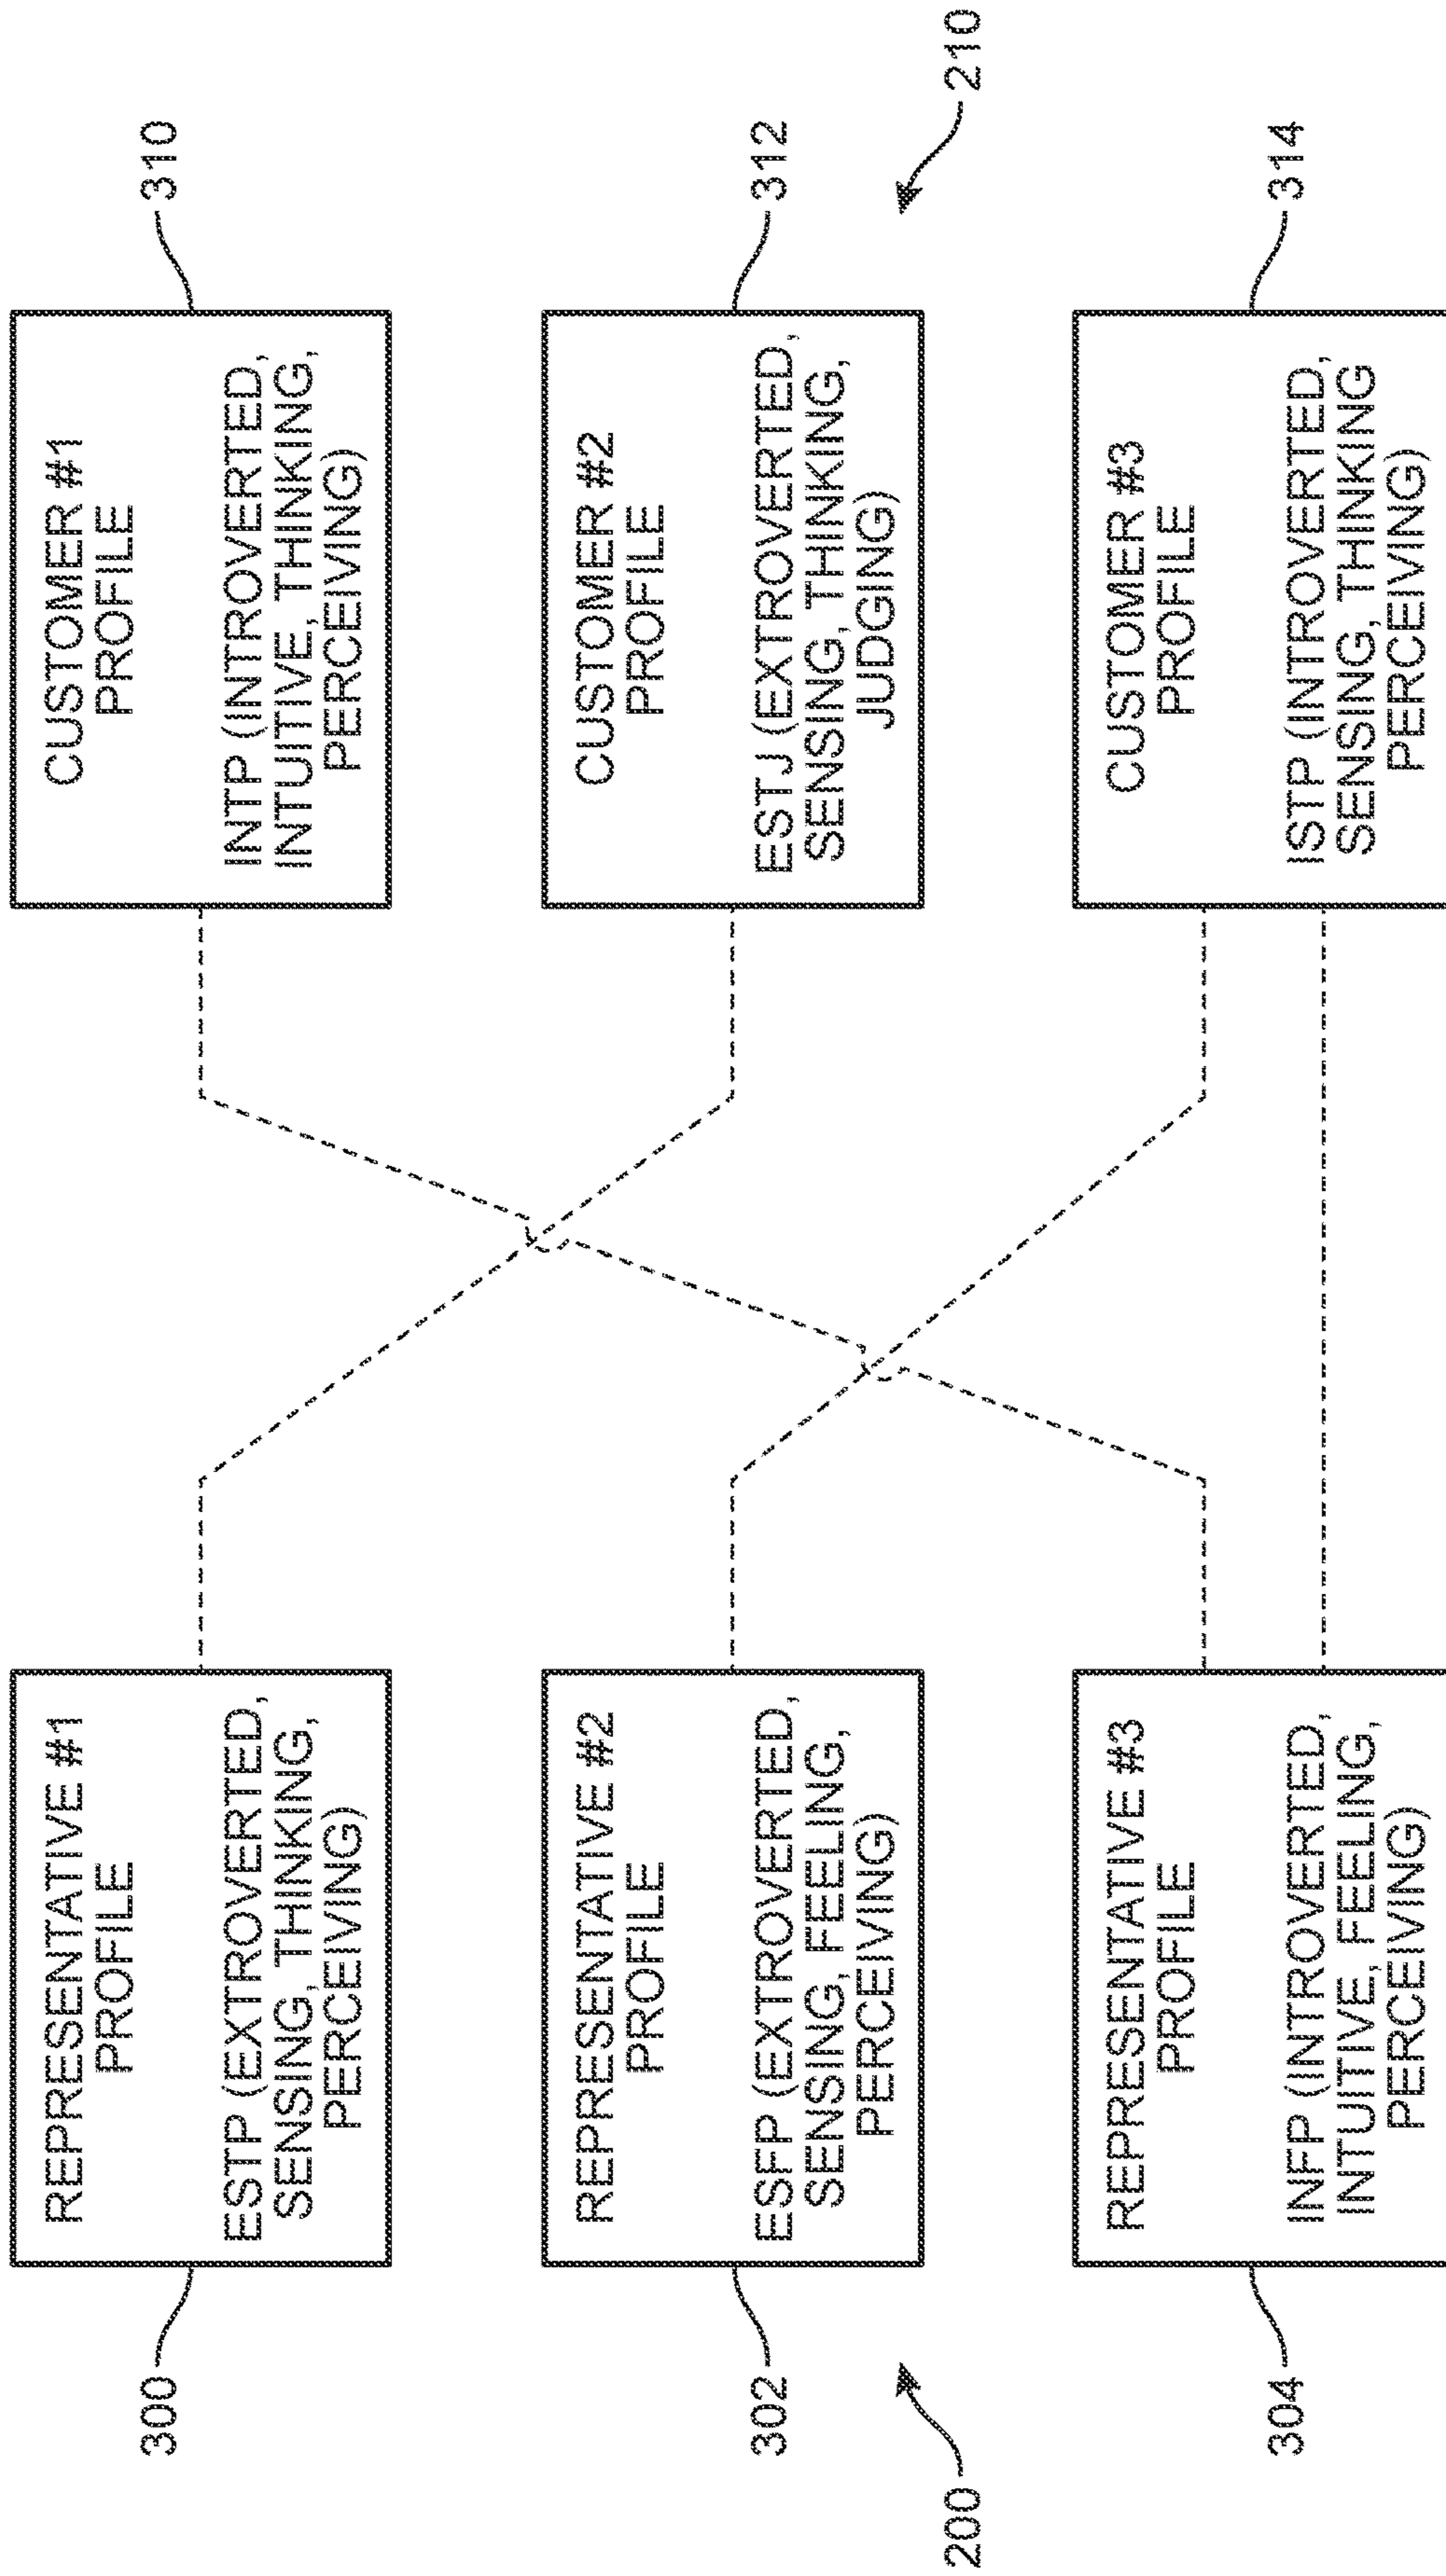 300
REPRESENTATIVE #1
PROFILE
ESTP (EXTROVERTED,
SENSING, THINKING,
PERCEIVING)
CUSTOMER #1
PROFILE
INTP (INTROVERTED,
INTUITIVE, THINKING,
PERCEIVING)
310
302
REPRESENTATIVE #2
PROFILE
ESFP (EXTROVERTED,
SENSING, FEELING,
PERCEIVING)
CUSTOMER #2
PROFILE
ESTJ (EXTROVERTED,
SENSING, THINKING,
JUDGING)
312
200
210
304
REPRESENTATIVE #3
PROFILE
INFP (INTROVERTED,
INTUITIVE, FEELING,
PERCEIVING)
CUSTOMER #3
PROFILE
ISTP (INTROVERTED,
SENSING, THINKING
PERCEIVING)
314